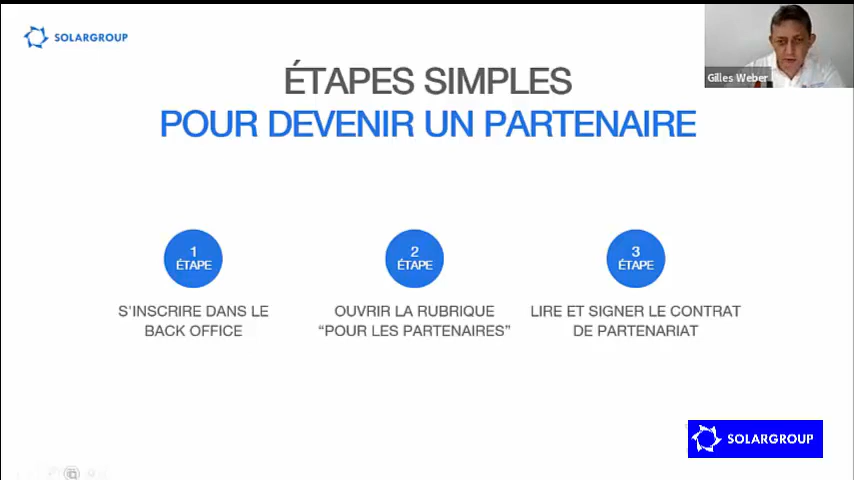 SOLARGROUP
Gilles Weber
ÉTAPES SIMPLES
POUR DEVENIR UN PARTENAIRE
1
ÉTAPE
S'INSCRIRE DANS LE
BACK OFFICE
2
ÉTAPE
OUVRIR LA RUBRIQUE
“POUR LES PARTENAIRES”
3
ÉTAPE
LIRE ET SIGNER LE CONTRAT
DE PARTENARIAT
SOLARGROUP